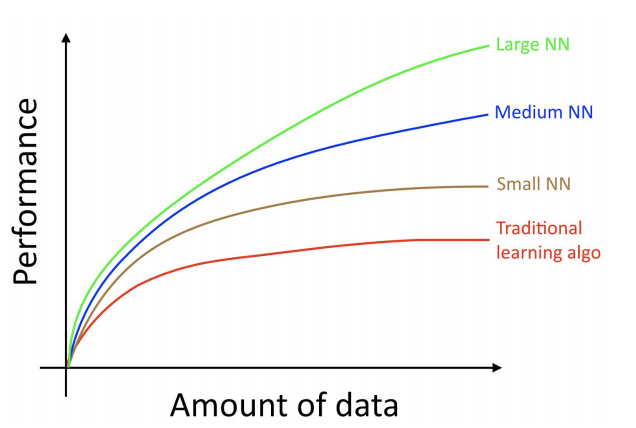 Large NN
Medium NN
Small NN
Traditional
learning algo
Performance
Amount of data